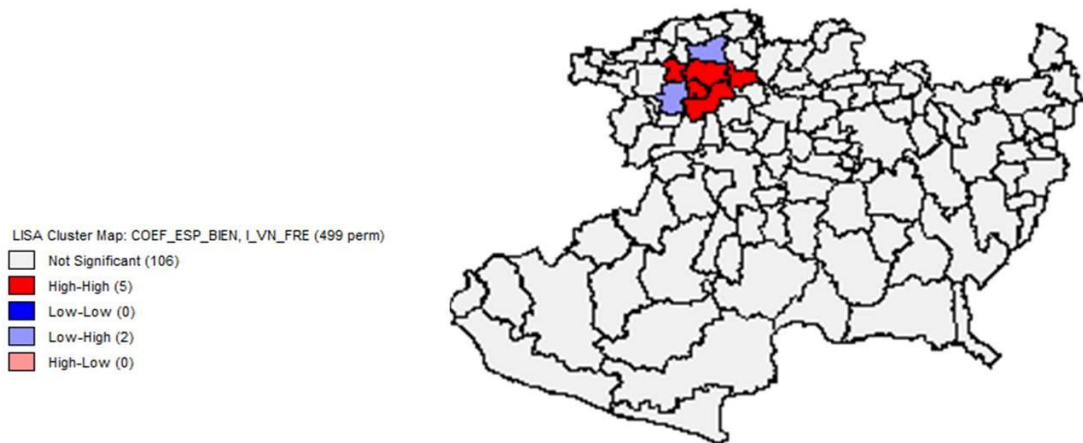 LISA Cluster Map: COEF_ESP_BIEN, I_VN_FRE (499 perm)
Not Significant (106)
High-High (5)
Low-Low (0)
Low-High (2)
High-Low (0)